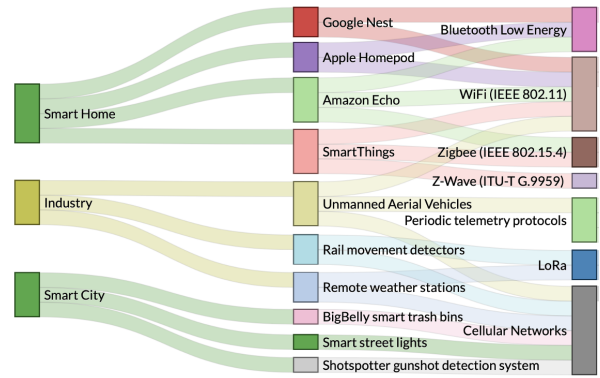 Smart Home
Industry
Smart City
Google Nest
Apple Homepod
Amazon Echo
SmartThings
Unmanned Aerial Vehicles
Rail movement detectors
Remote weather stations
BigBelly smart trash bins
Smart street lights
Shotspotter gunshot detection system
Bluetooth Low Energy
WiFi (IEEE 802.11)
Zigbee (IEEE 802.15.4)
Z-Wave (ITU-T G.9959)
Periodic telemetry protocols
LoRa
Cellular Networks